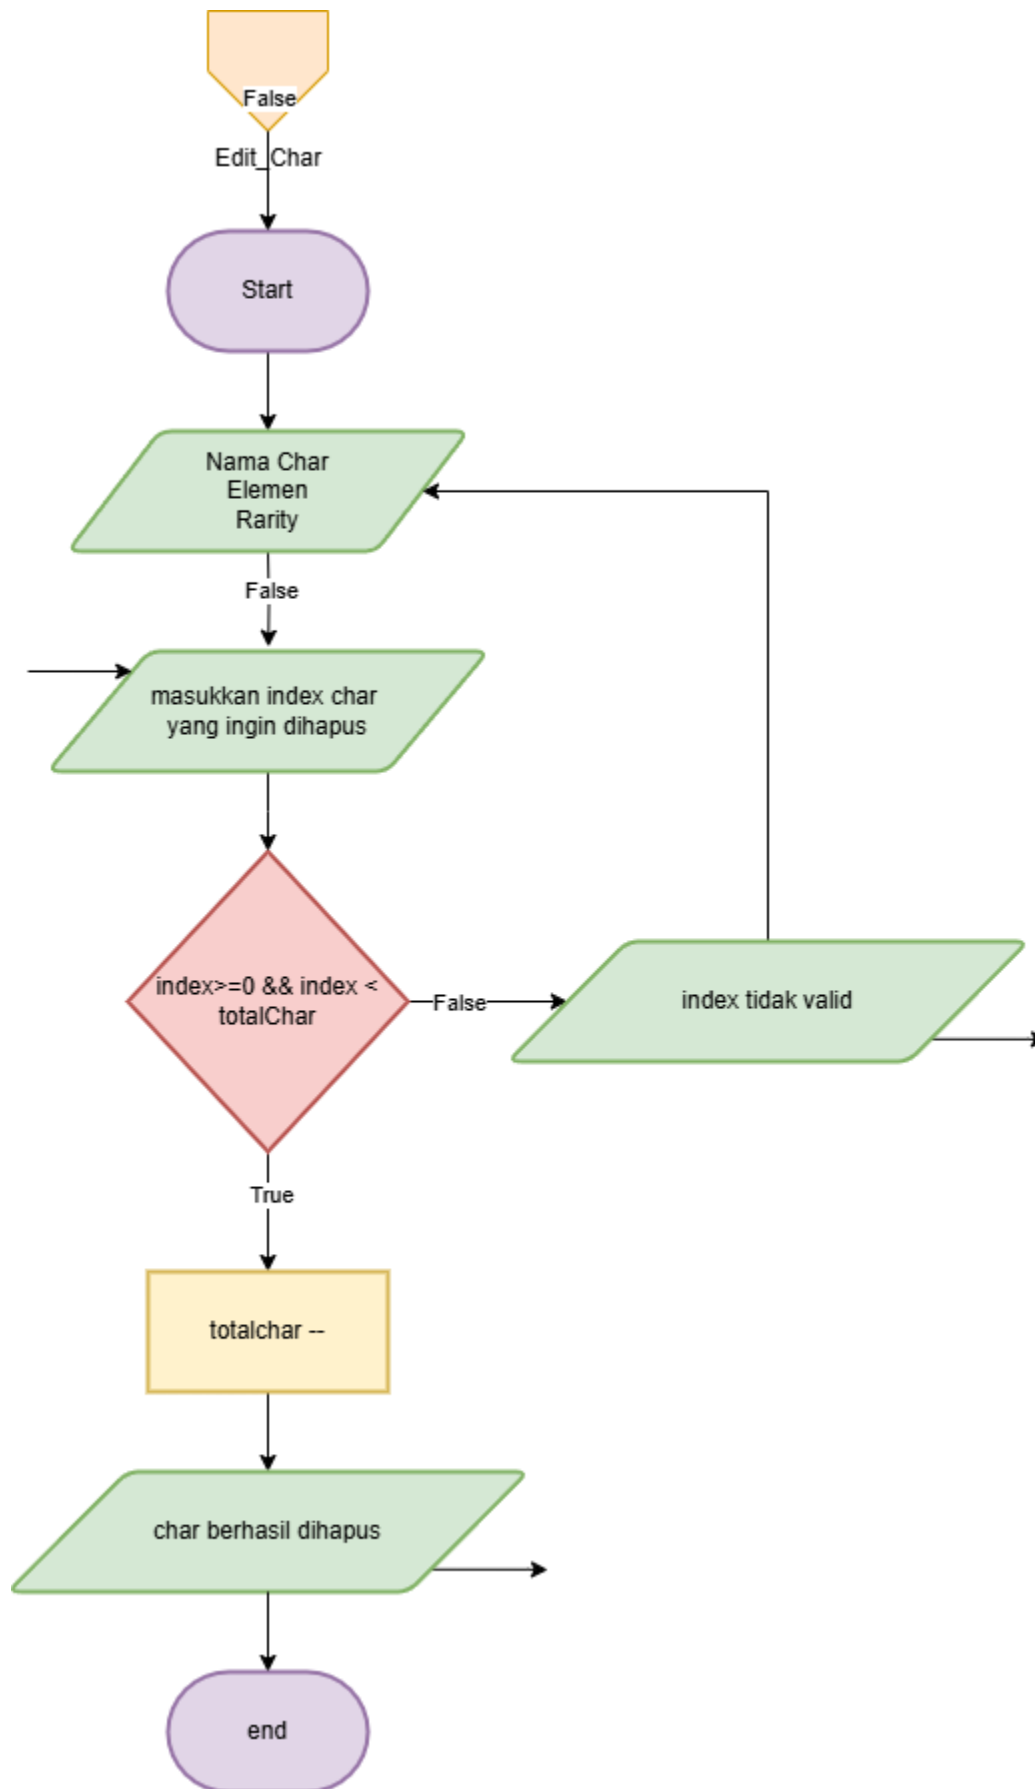 False
Edit_Char
Start
Nama Char
Elemen
Rarity
False
masukkan index char
yang ingin dihapus
index>=0 && index <
totalChar
False
index tidak valid
True
totalchar --
char berhasil dihapus
end